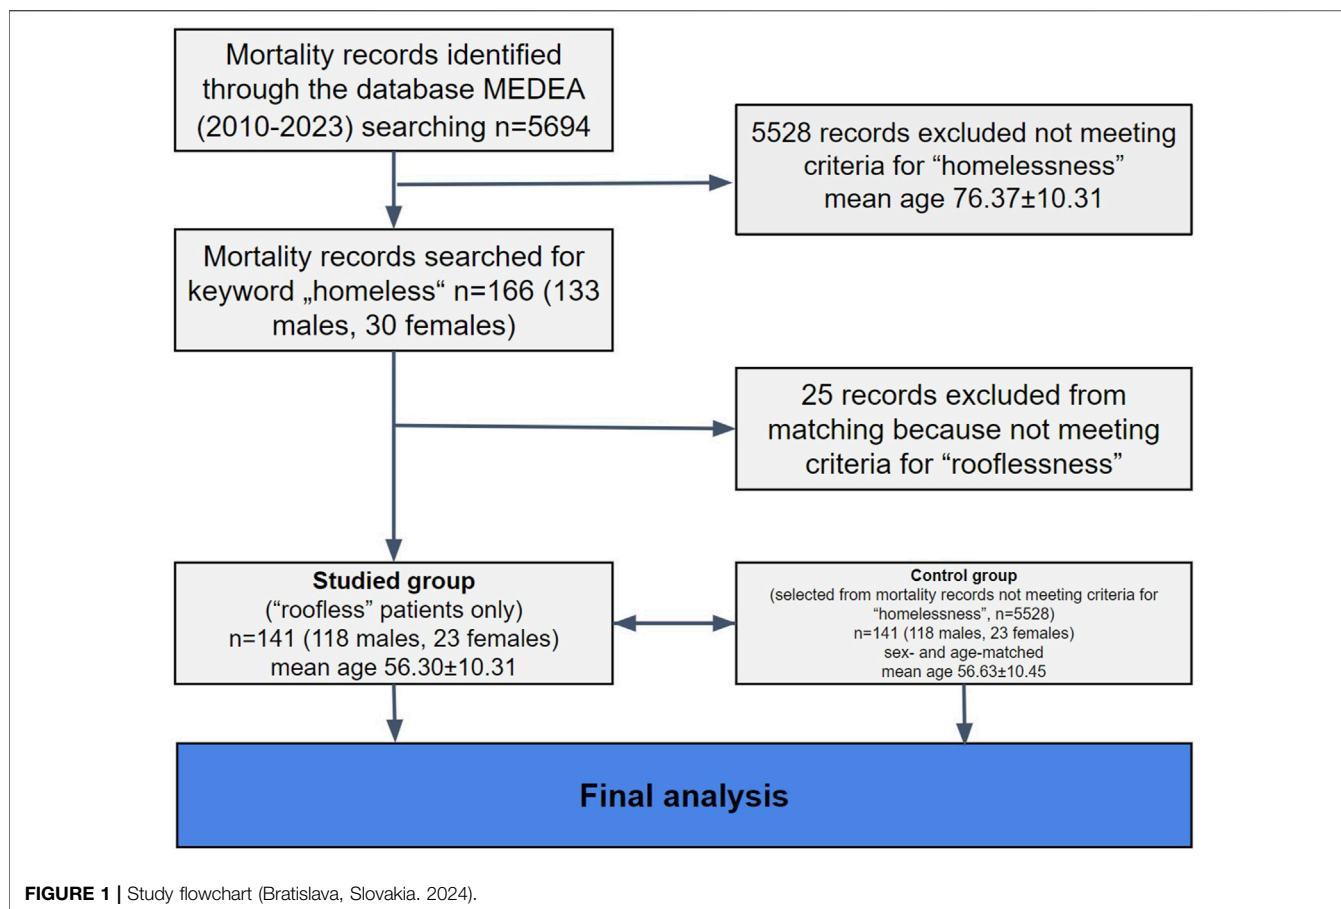 Mortality records identified
through the database MEDEA
(2010-2023) searching n=5694
5528 records excluded not meeting
criteria for “homelessness”
mean age 76.37±10.31
Mortality records searched for
keyword „homeless“ n=166 (133
males, 30 females)
25 records excluded from
matching because not meeting
criteria for “rooflessness”
Studied group
(“roofless” patients only)
n=141 (118 males, 23 females)
mean age 56.30±10.31
Control group
(selected from mortality records not meeting criteria for
“homelessness”, n=5528)
n=141 (118 males, 23 females)
sex- and age-matched
mean age 56.63±10.45
Final analysis
FIGURE 1 | Study flowchart (Bratislava, Slovakia. 2024).